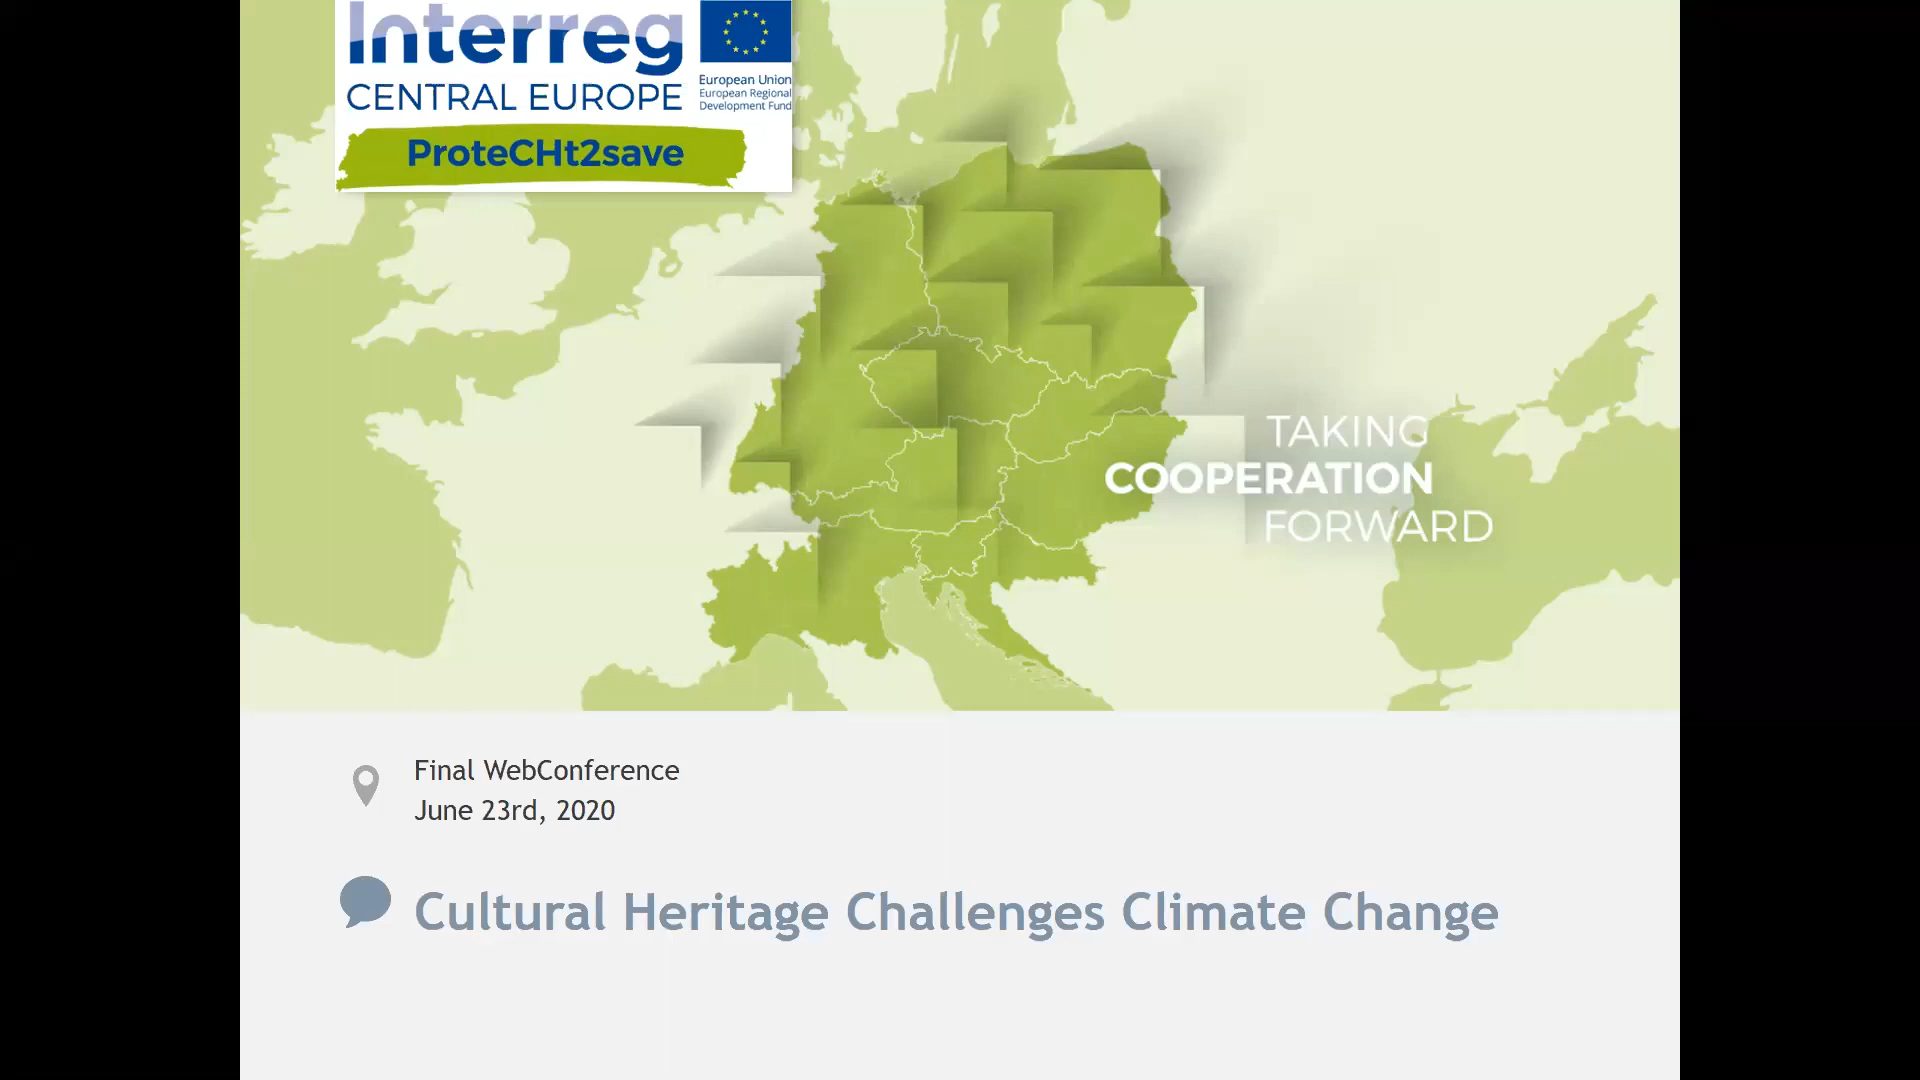 Interreg
CENTRAL EUROPE
European Union
European Regional
Development Fund
ProteCHt2save
TAKING
COOPERATION
FORWARD
Final WebConference
June 23rd, 2020
Cultural Heritage Challenges Climate Change